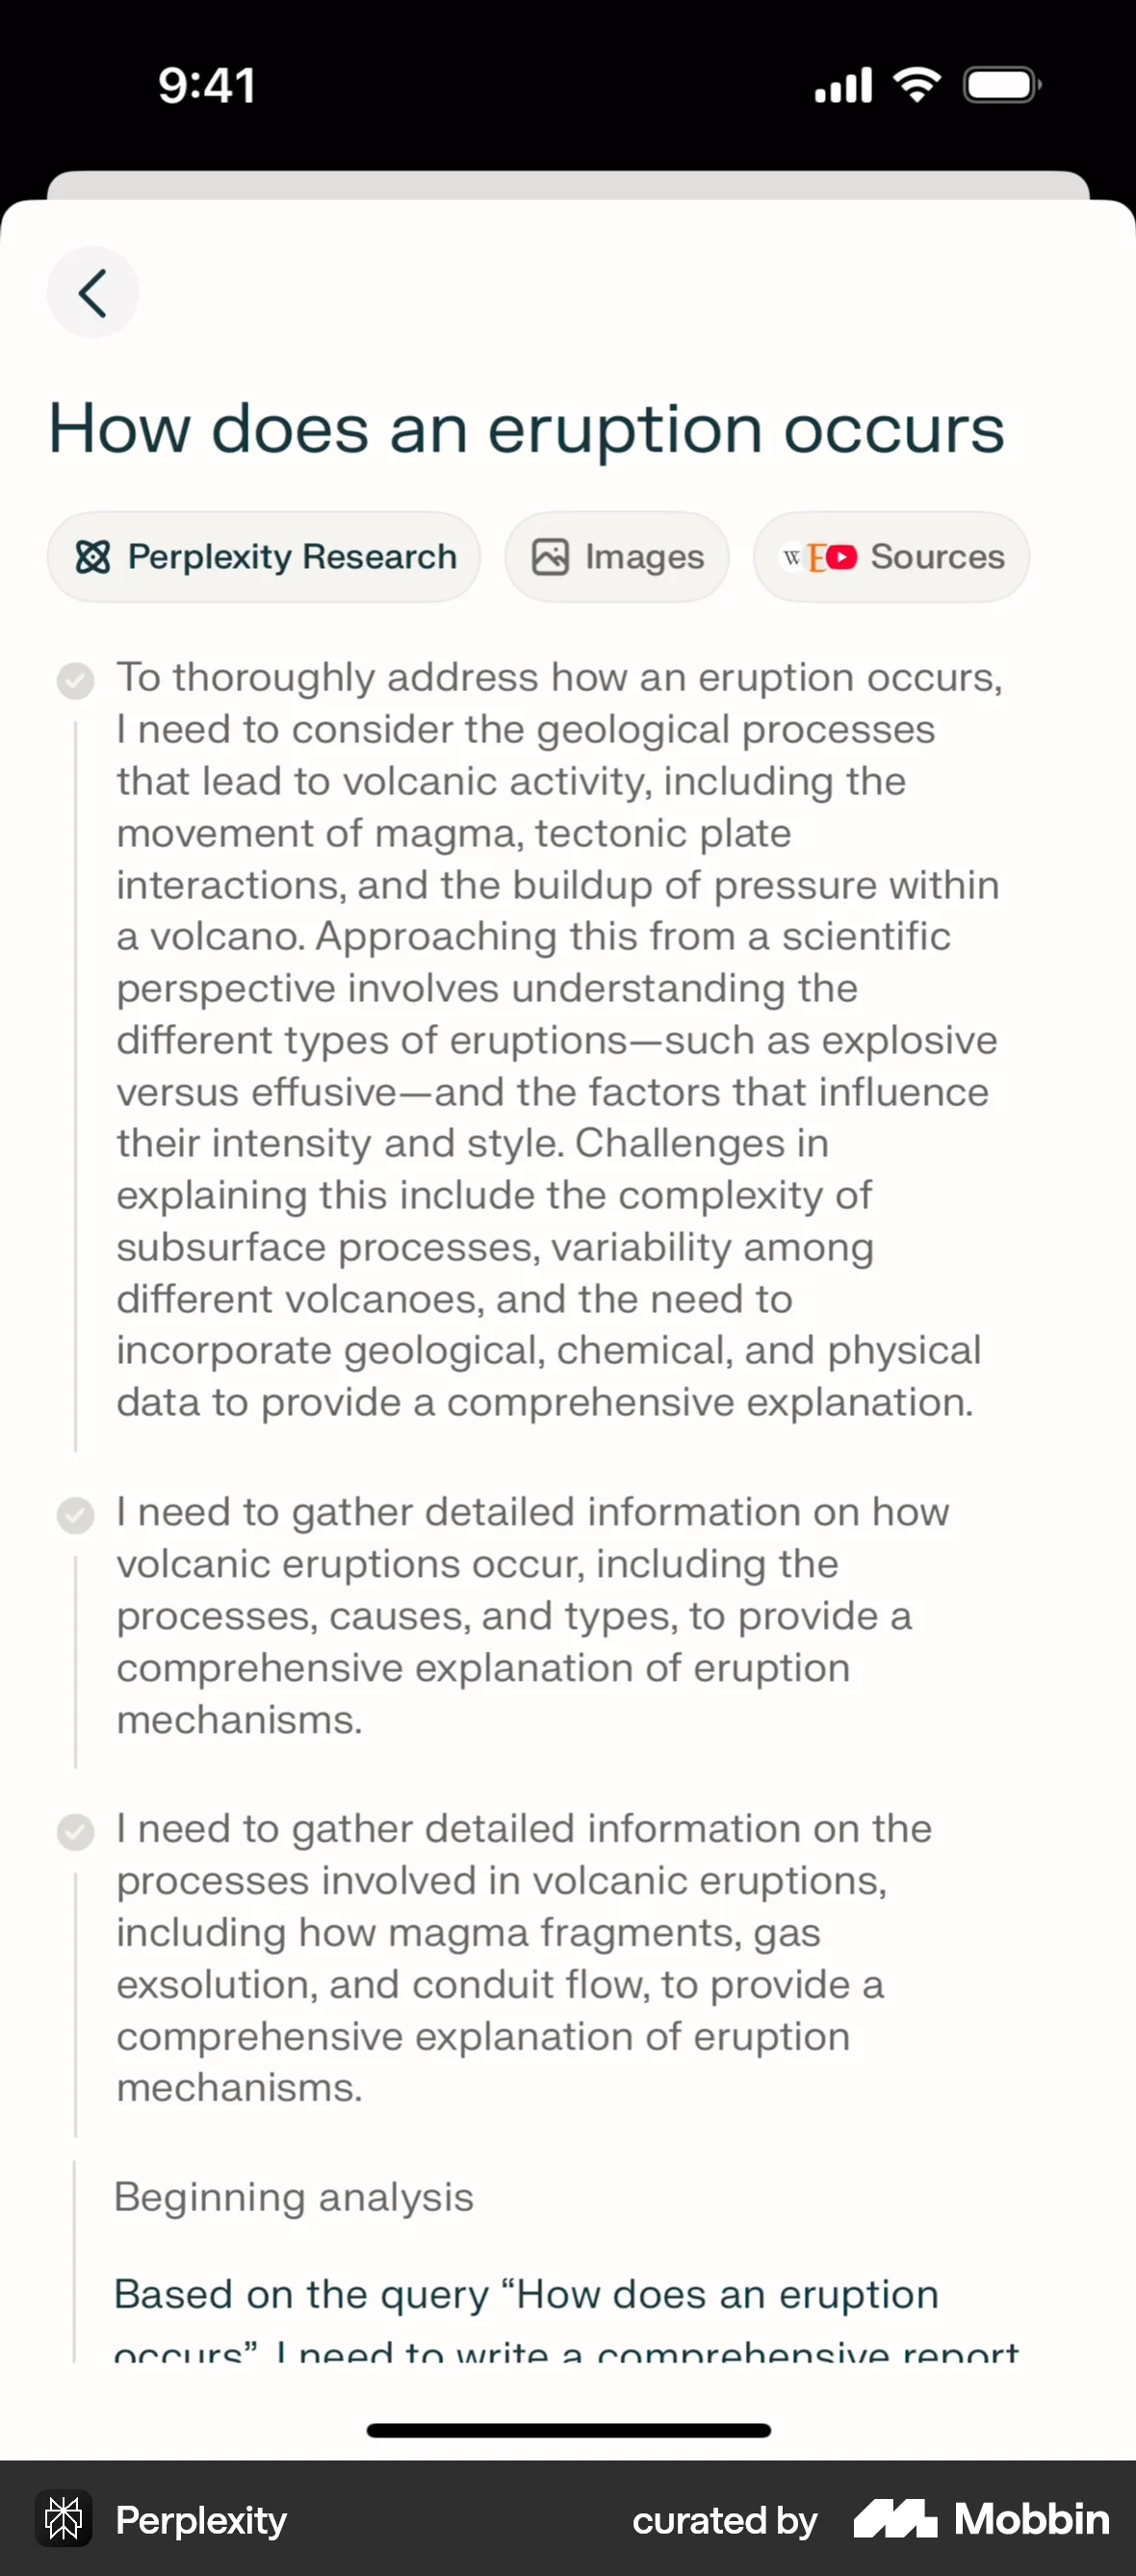 9:41
How does an eruption occurs
Perplexity Research
Images
W E Sources
To thoroughly address how an eruption occurs,
I need to consider the geological processes
that lead to volcanic activity, including the
movement of magma, tectonic plate
interactions, and the buildup of pressure within
a volcano. Approaching this from a scientific
perspective involves understanding the
different types of eruptions—such as explosive
versus effusive—and the factors that influence
their intensity and style. Challenges in
explaining this include the complexity of
subsurface processes, variability among
different volcanoes, and the need to
incorporate geological, chemical, and physical
data to provide a comprehensive explanation.
I need to gather detailed information on how
volcanic eruptions occur, including the
processes, causes, and types, to provide a
comprehensive explanation of eruption
mechanisms.
I need to gather detailed information on the
processes involved in volcanic eruptions,
including how magma fragments, gas
exsolution, and conduit flow, to provide a
comprehensive explanation of eruption
mechanisms.
Beginning analysis
Based on the query “How does an eruption
occurs”, I need to write a comprehensive report
Perplexity
curated by Mobbin